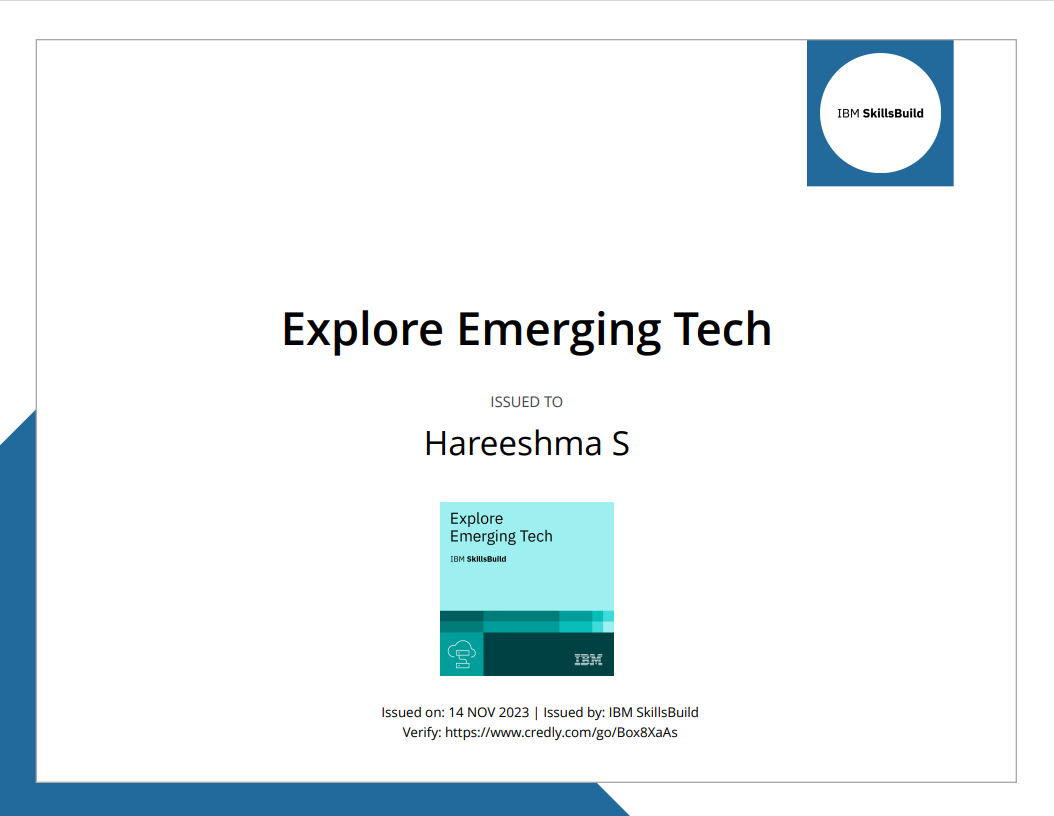 IBM SkillsBuild
Explore Emerging Tech
ISSUED TO
Hareeshma S
Explore
Emerging Tech
IBM SkillsBuild
IBM
Issued on: 14 NOV 2023 | Issued by: IBM SkillsBuild
Verify: https://www.credly.com/go/Box8XaAs